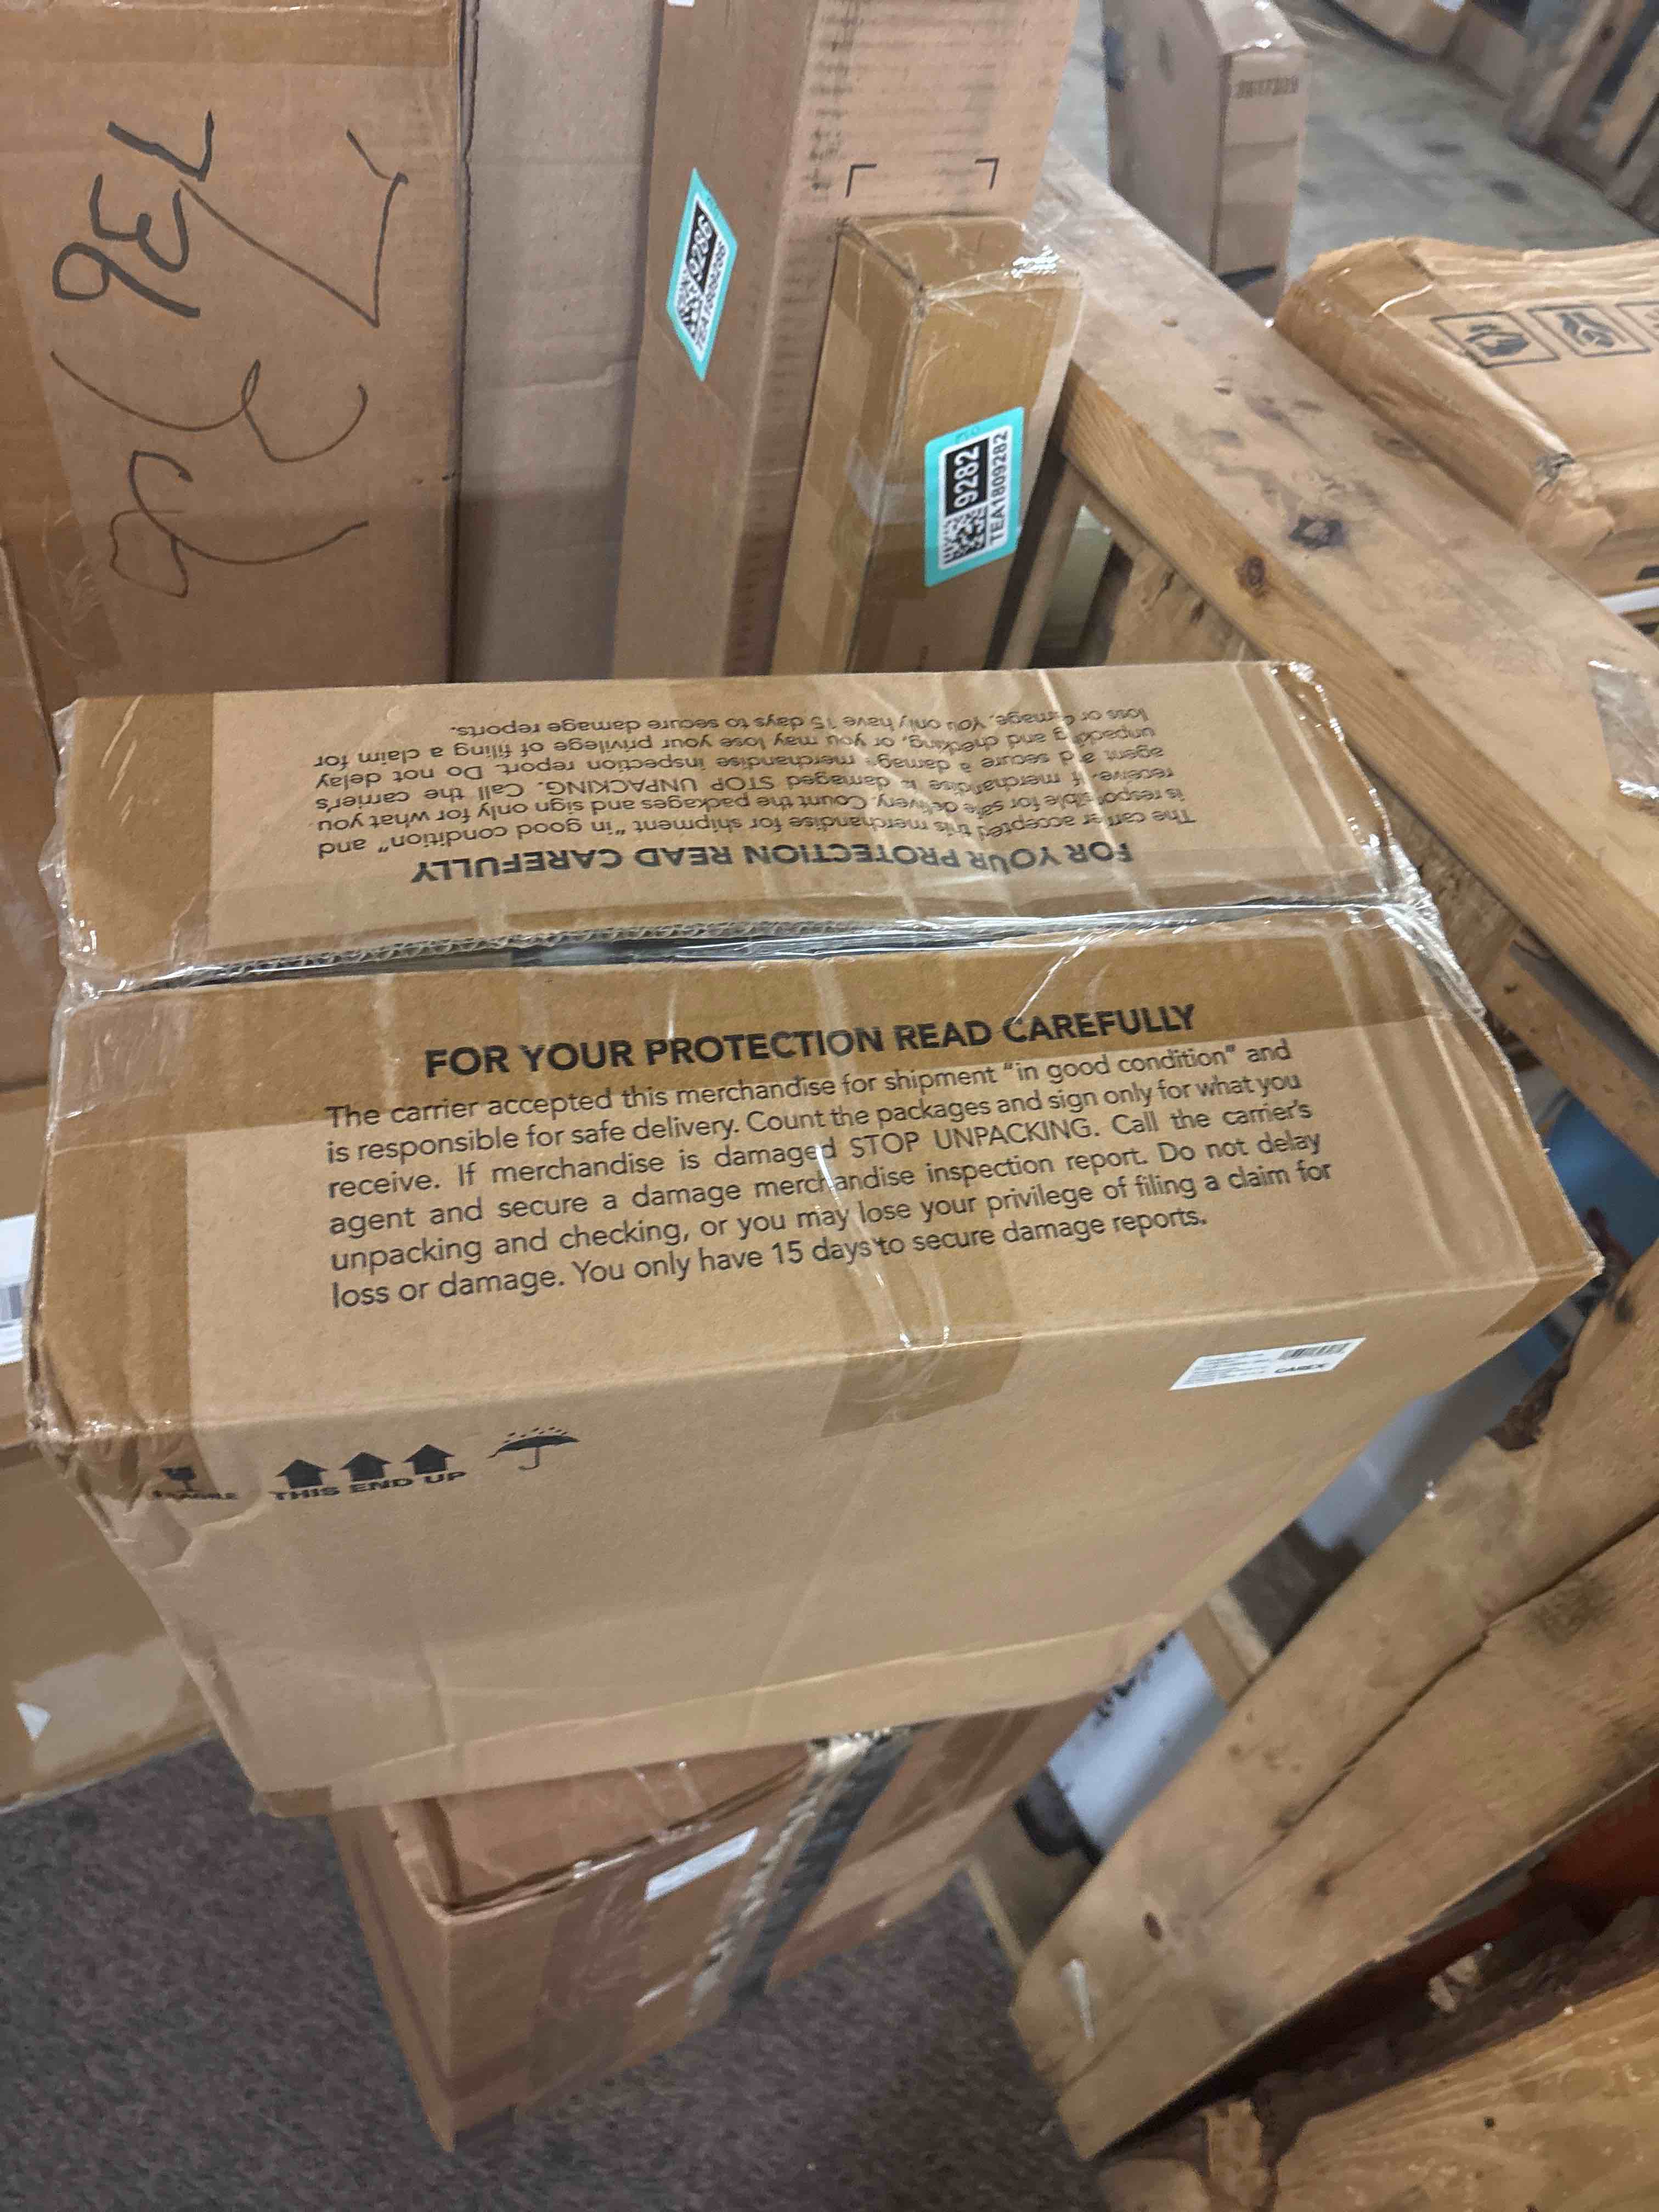 736
9286
9282
TEA1809282
FOR YOUR PROTECTION READ CAREFULLY
The carrier accepted this merchandise for shipment "in good condition" and
is responsible for safe delivery. Count the packages and sign only for what you
receive. If merchandise is damaged STOP UNPACKING. Call the carrier's
agent and secure a damage merchandise inspection report. Do not delay
unpacking and checking, or you may lose your privilege of filing a claim for
loss or damage. You only have 15 days to secure damage reports.
FOR YOUR PROTECTION READ CAREFULLY
The carrier accepted this merchandise for shipment "in good condition" and
is responsible for safe delivery. Count the packages and sign only for what you
receive. If merchandise is damaged STOP UNPACKING. Call the carrier's
agent and secure a damage merchandise inspection report. Do not delay
unpacking and checking, or you may lose your privilege of filing a claim for
loss or damage. You only have 15 days to secure damage reports.
CAREX
FRAGILE
THIS END UP